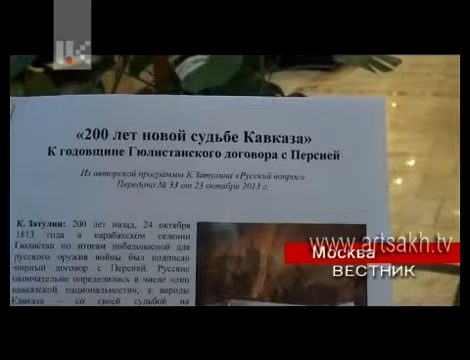 «200 лет новой судьбе Кавказа»
К годовщине Гюлистанского договора с Персией
Из авторской программы К.Затулина «Русский вопрос»
Передача № 33 от 23 октября 2013 г.
К. Затулин: 200 лет назад, 24 октября
1813 года в карабахском селении
Гюлистан по итогам победоносной для
русского оружия войны был подписан
мирный договор с Персией. Русские
окончательно определились в числе «лиц
кавказской национальности», а народы
Кавказа – со своей судьбой на
www.artsakh.tv
Москва
ВЕСТНИК